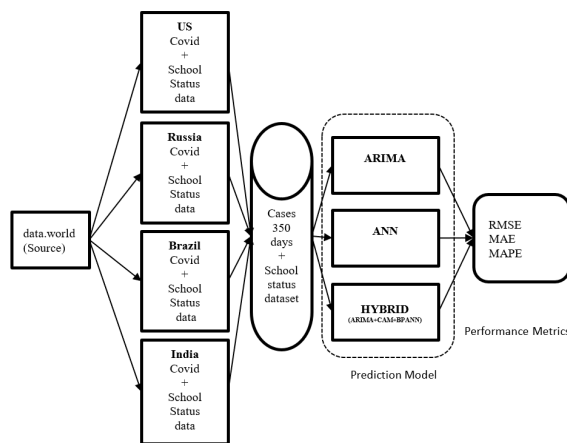 US
Covid
+
School
Status
data
Russia
Covid
+
School
Status
data
data.world
(Source)
Brazil
Covid
+
School
Status
data
India
Covid
+
School
Status
data
Cases
350
days
+
School
status
dataset
ARIMA
ANN
HYBRID
(ARIMA+CAM+BPANN)
Prediction Model
RMSE
MAE
MAPE
Performance Metrics